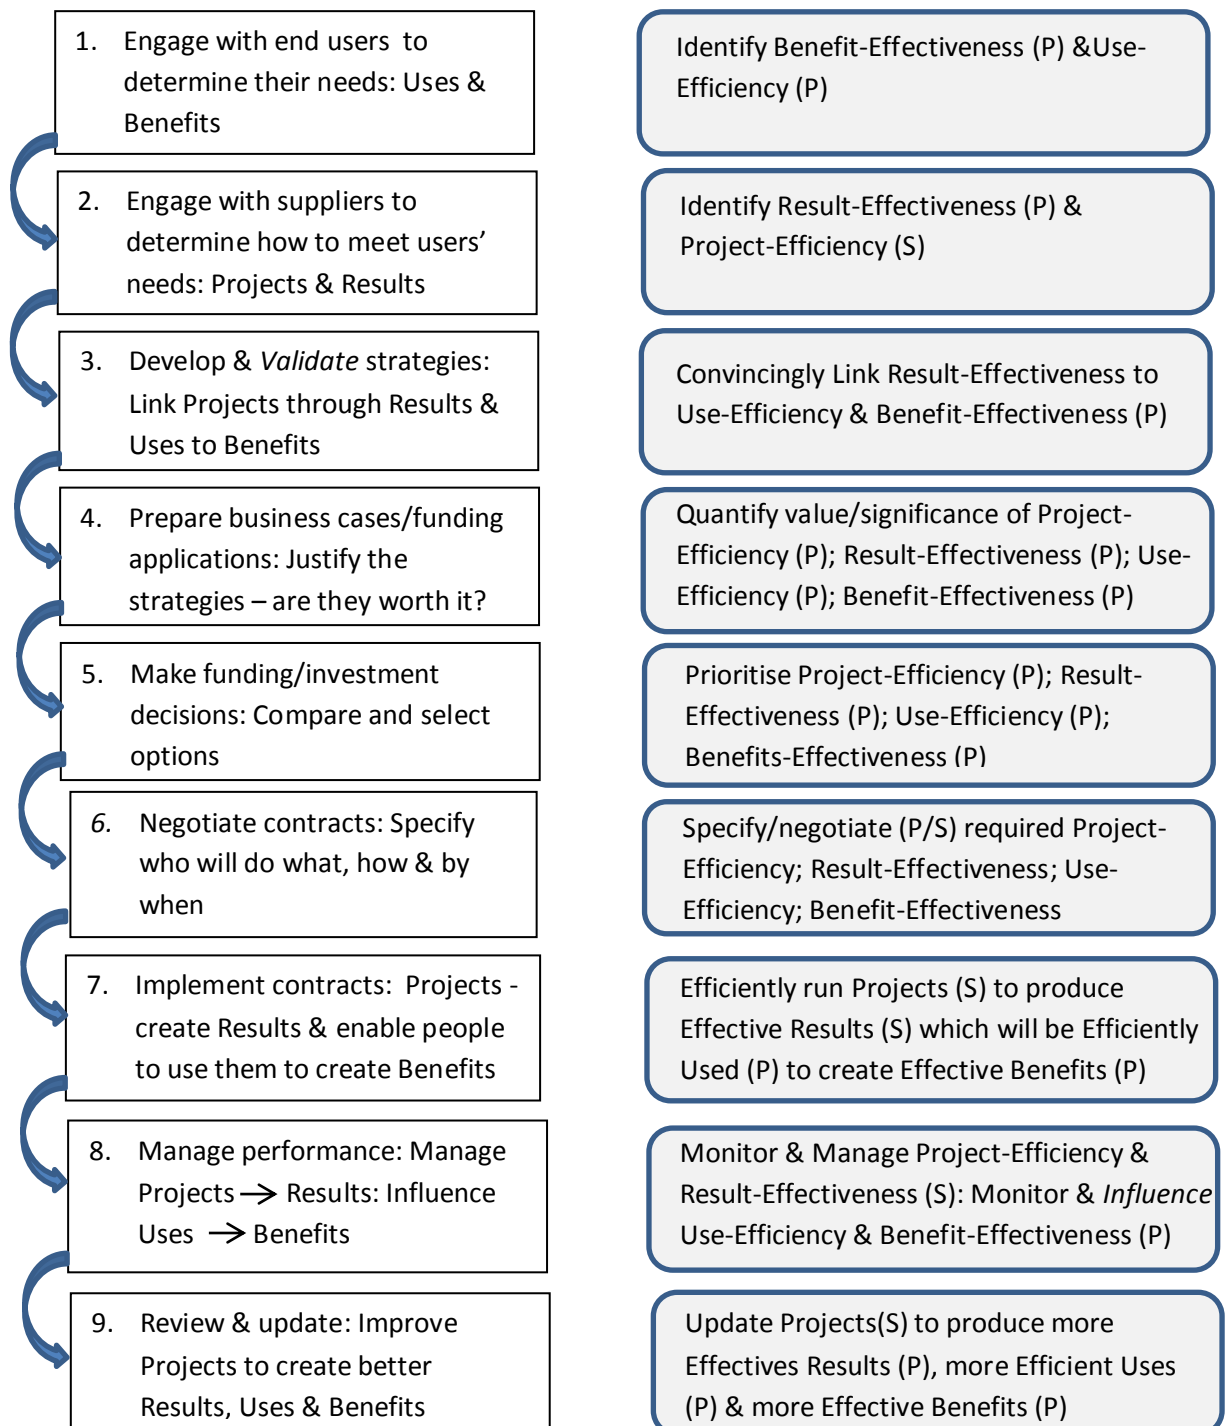 1. Engage with end users to
determine their needs: Uses &
Benefits
Identify Benefit-Effectiveness (P) &Use-
Efficiency (P)
2. Engage with suppliers to
determine how to meet users’
needs: Projects & Results
Identify Result-Effectiveness (P) &
Project-Efficiency (S)
3. Develop & Validate strategies:
Link Projects through Results &
Uses to Benefits
Convincingly Link Result-Effectiveness to
Use-Efficiency & Benefit-Effectiveness (P)
4. Prepare business cases/funding
applications: Justify the
strategies – are they worth it?
Quantify value/significance of Project-
Efficiency (P); Result-Effectiveness (P); Use-
Efficiency (P); Benefit-Effectiveness (P)
5. Make funding/investment
decisions: Compare and select
options
Prioritise Project-Efficiency (P); Result-
Effectiveness (P); Use-Efficiency (P);
Benefits-Effectiveness (P)
6. Negotiate contracts: Specify
who will do what, how & by
when
Specify/negotiate (P/S) required Project-
Efficiency; Result-Effectiveness; Use-
Efficiency; Benefit-Effectiveness
7. Implement contracts: Projects -
create Results & enable people
to use them to create Benefits
Efficiently run Projects (S) to produce
Effective Results (S) which will be Efficiently
Used (P) to create Effective Benefits (P)
8. Manage performance: Manage
Projects → Results: Influence
Uses → Benefits
Monitor & Manage Project-Efficiency &
Result-Effectiveness (S): Monitor & Influence
Use-Efficiency & Benefit-Effectiveness (P)
9. Review & update: Improve
Projects to create better
Results, Uses & Benefits
Update Projects(S) to produce more
Effectives Results (P), more Efficient Uses
(P) & more Effective Benefits (P)